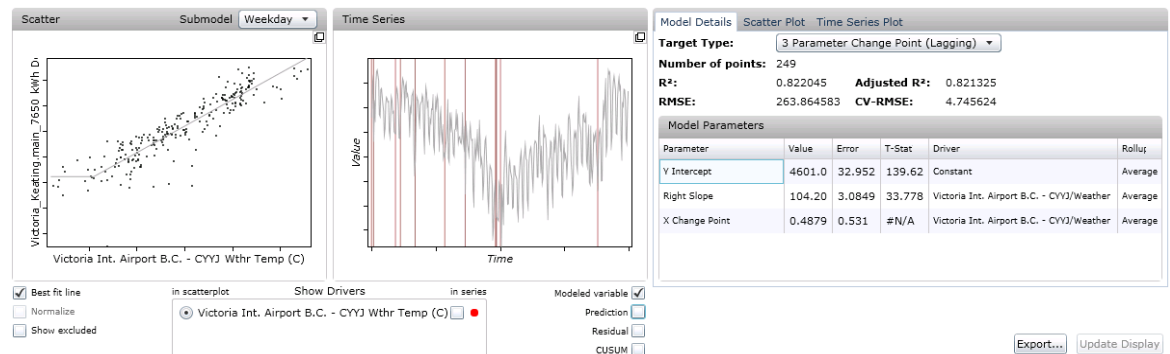 Scatter
Submodel Weekday
Victoria_Keating.main_7650 kWh D
Victoria Int. Airport B.C. - CYYJ Wthr Temp (C)
Time Series
Value
Time
Best fit line
Normalize
Show excluded
in scatterplot Show Drivers in series
Victoria Int. Airport B.C. - CYYJ Wthr Temp (C)
Modeled variable
Prediction
Residual
CUSUM
Model Details Scatter Plot Time Series Plot
Target Type: 3 Parameter Change Point (Lagging)
Number of points: 249
R²: 0.822045 Adjusted R²: 0.821325
RMSE: 263.864583 CV-RMSE: 4.745624
Model Parameters
Parameter Value Error T-Stat Driver Rollup
Y Intercept 4601.0 32.952 139.62 Constant Average
Right Slope 104.20 3.0849 33.778 Victoria Int. Airport B.C. - CYYJ/Weather Average
X Change Point 0.4879 0.531 #N/A Victoria Int. Airport B.C. - CYYJ/Weather Average
Export... Update Display